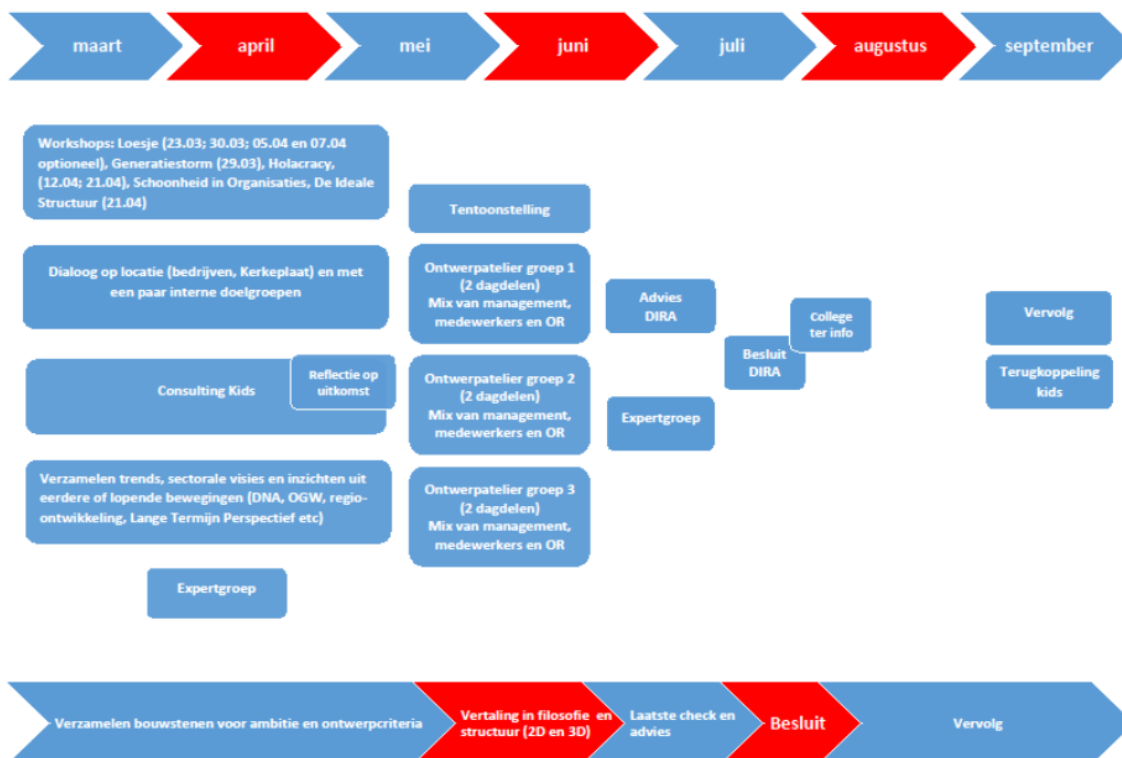 maart
april
mei
juni
juli
augustus
september
Workshops: Loesje (23.03; 30.03; 05.04 en 07.04
optioneel), Generatiestorm (29.03), Holacracy,
(12.04; 21.04), Schoonheid in Organisaties, De Ideale
Structuur (21.04)
Dialoog op locatie (bedrijven, Kerkeplaat) en met
een paar interne doelgroepen
Consulting Kids
Reflectie op
uitkomst
Verzamelen trends, sectorale visies en inzichten uit
eerdere of lopende bewegingen (DNA, OGW, regio-
ontwikkeling, Lange Termijn Perspectief etc)
Expertgroep
Tentoonstelling
Ontwerpatelier groep 1
(2 dagdelen)
Mix van management,
medewerkers en OR
Ontwerpatelier groep 2
(2 dagdelen)
Mix van management,
medewerkers en OR
Ontwerpatelier groep 3
(2 dagdelen)
Mix van management,
medewerkers en OR
Advies
DIRA
Expertgroep
Besluit
DIRA
College
ter info
Vervolg
Terugkoppeling
kids
Verzamelen bouwstenen voor ambitie en ontwerpcriteria
Vertaling in filosofie en
structuur (2D en 3D)
Laatste check en
advies
Besluit
Vervolg